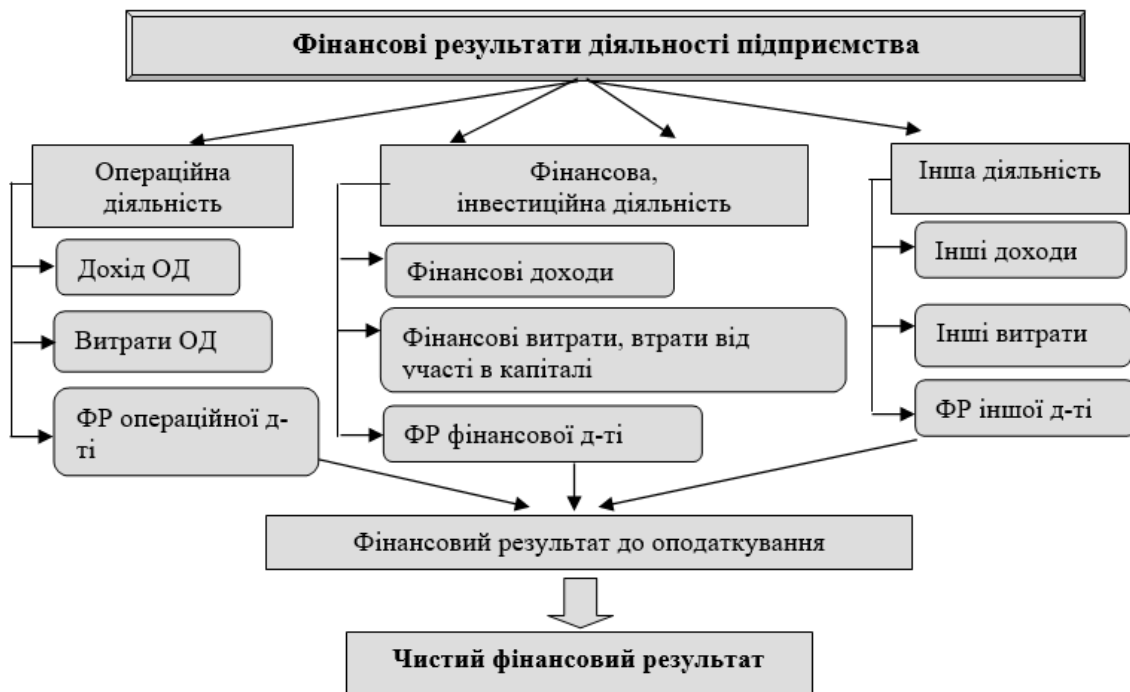 Фінансові результати діяльності підприємства
Операційна
діяльність
Дохід ОД
Витрати ОД
ФР операційної д-
ті
Фінансова,
інвестиційна діяльність
Фінансові доходи
Фінансові витрати, втрати від
участі в капіталі
ФР фінансової д-ті
Інша діяльність
Інші доходи
Інші витрати
ФР іншої д-ті
Фінансовий результат до оподаткування
Чистий фінансовий результат